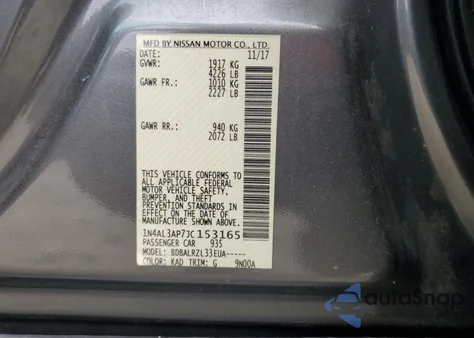 MFD BY NISSAN MOTOR CO., LTD.
DATE: 11/17
GVWR: 1917 KG
4226 LB
GAWR FR.: 1010 KG
2227 LB
GAWR RR.: 940 KG
2072 LB
THIS VEHICLE CONFORMS TO
ALL APPLICABLE FEDERAL
MOTOR VEHICLE SAFETY,
BUMPER, AND THEFT
PREVENTION STANDARDS
IN EFFECT ON THE DATE OF
MANUFACTURE SHOWN ABOVE.
1N4AL3AP7JC153165
PASSENGER CAR 935
MODEL: BDBALRZL33EUA-----
COLOR: KAD TRIM: G 9N00A
autoSnap